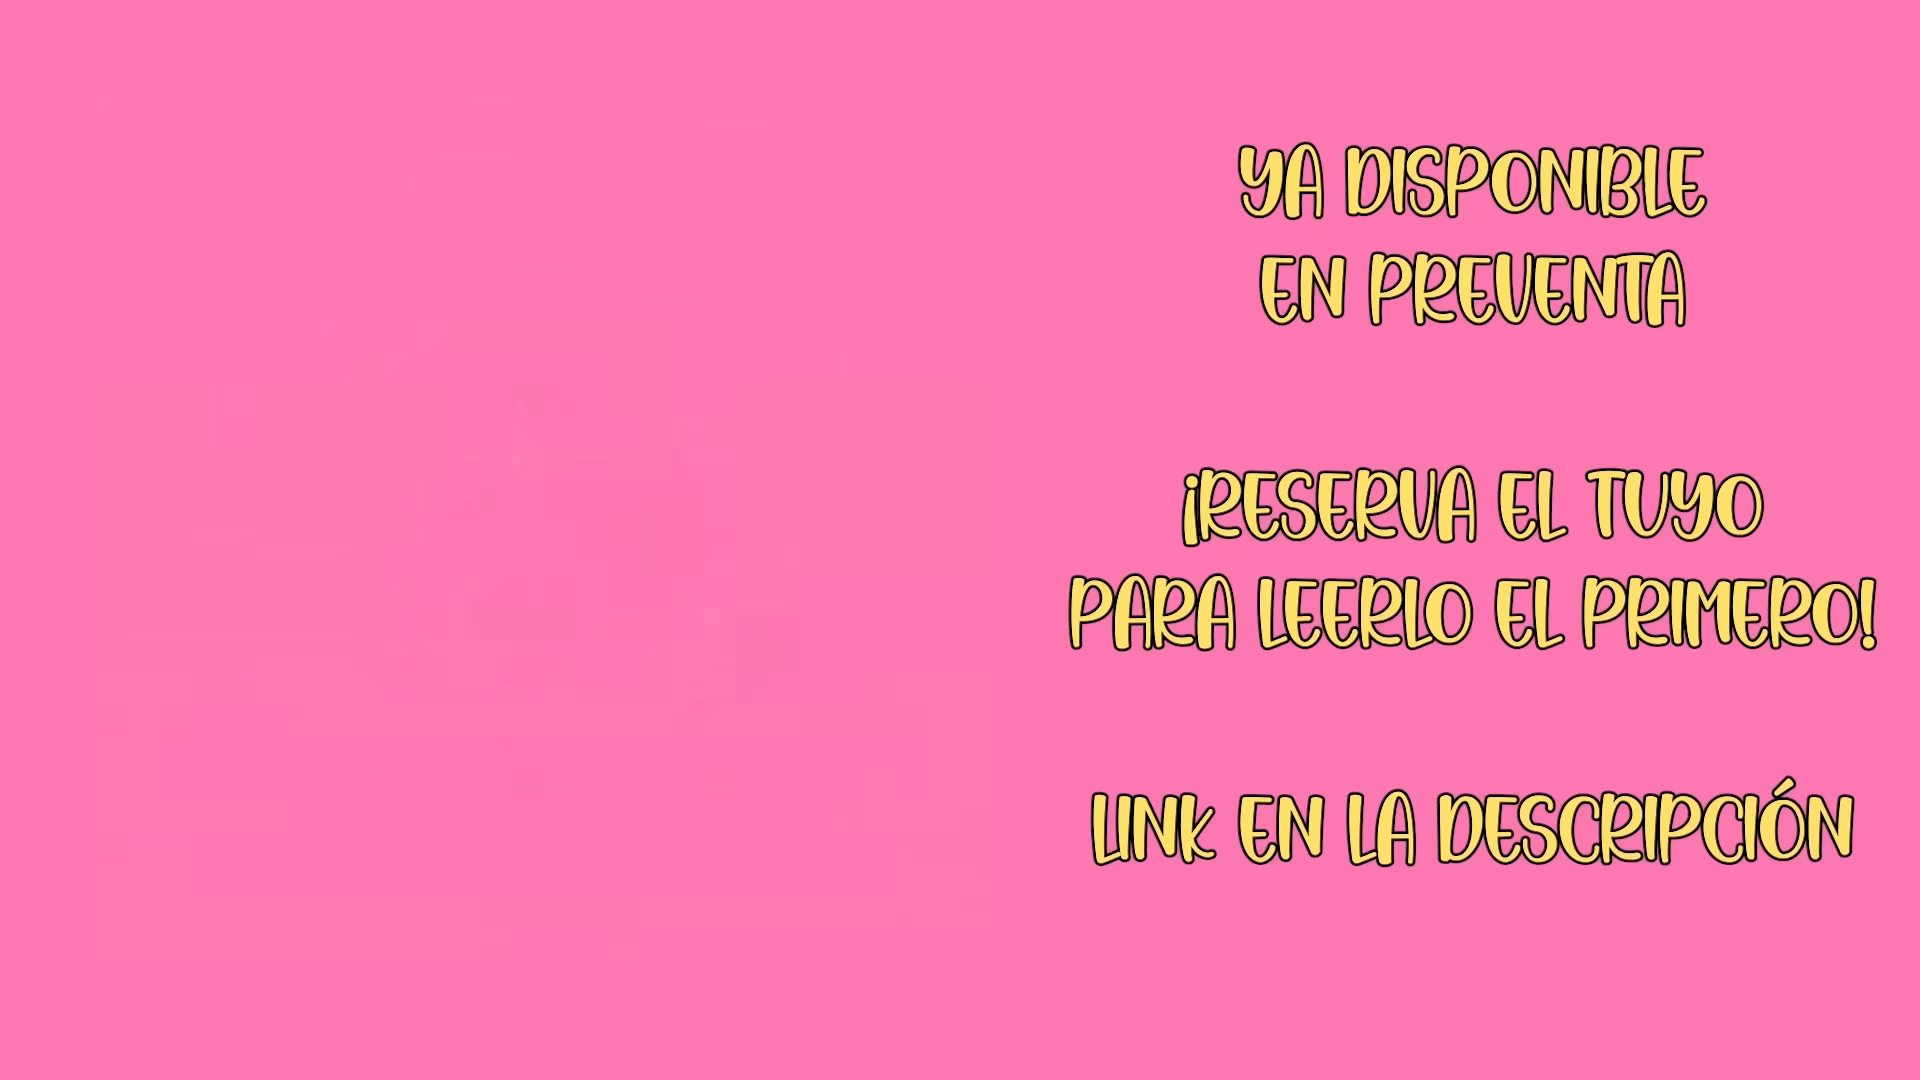 YA DISPONIBLE
EN PREVENTA
¡RESERVA EL TUYO
PARA LEERLO EL PRIMERO!
LINK EN LA DESCRIPCIÓN